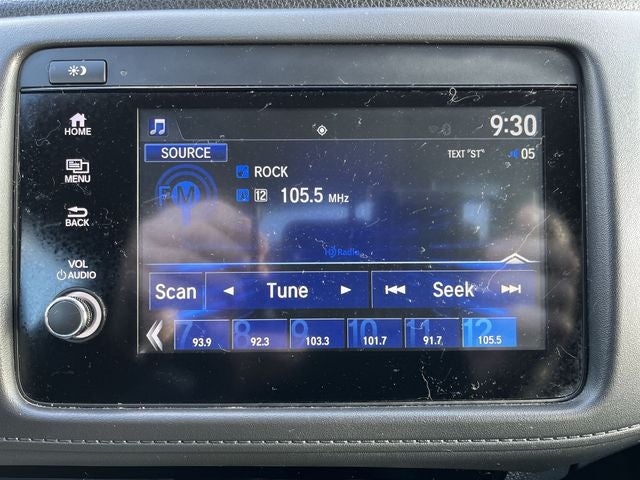 9:30
HOME
SOURCE
TEXT "ST"
05
ROCK
MENU
12 105.5 MHz
FM
BACK
HD Radio
VOL
AUDIO
Scan
Tune
Seek
7 8 9 10 11 12
93.9 92.3 103.3 101.7 91.7 105.5